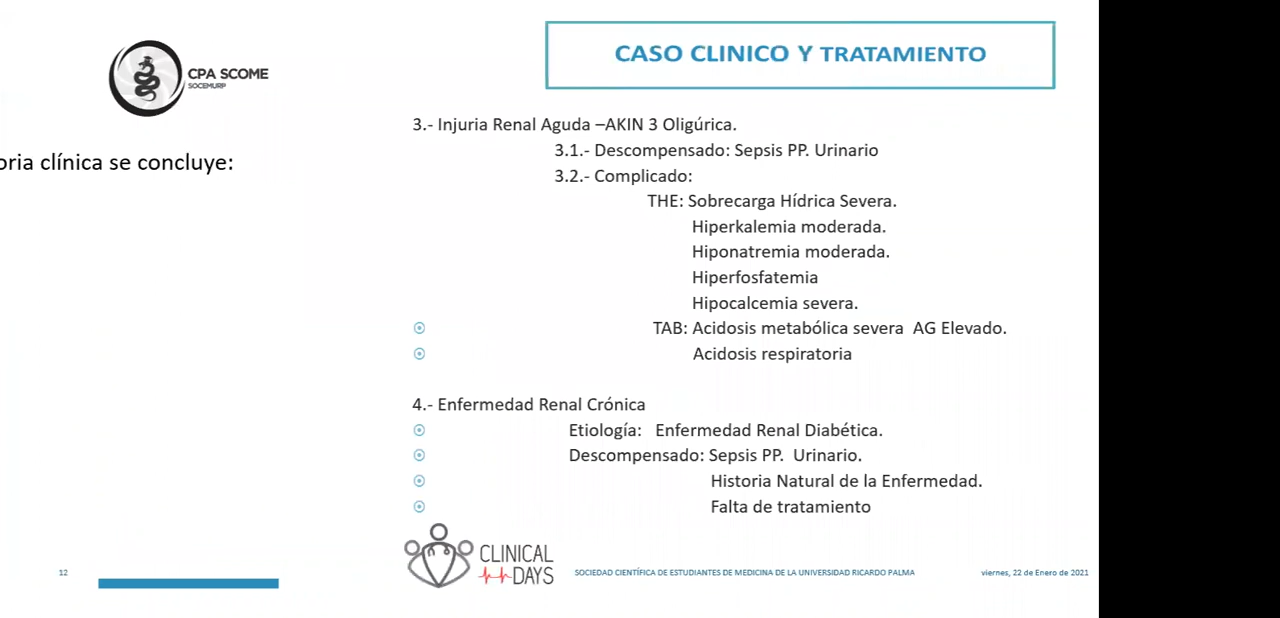 CASO CLINICO Y TRATAMIENTO
CPA SCOME
SOCEMURP
oria clínica se concluye:
3.- Injuria Renal Aguda –AKIN 3 Oligúrica.
3.1.- Descompensado: Sepsis PP. Urinario
3.2.- Complicado:
THE: Sobrecarga Hídrica Severa.
Hiperkalemia moderada.
Hiponatremia moderada.
Hiperfosfatemia
Hipocalcemia severa.
TAB: Acidosis metabólica severa AG Elevado.
Acidosis respiratoria
4.- Enfermedad Renal Crónica
Etiología: Enfermedad Renal Diabética.
Descompensado: Sepsis PP. Urinario.
Historia Natural de la Enfermedad.
Falta de tratamiento
CLINICAL
DAYS
12
SOCIEDAD CIENTÍFICA DE ESTUDIANTES DE MEDICINA DE LA UNIVERSIDAD RICARDO PALMA
viernes, 22 de Enero de 2021